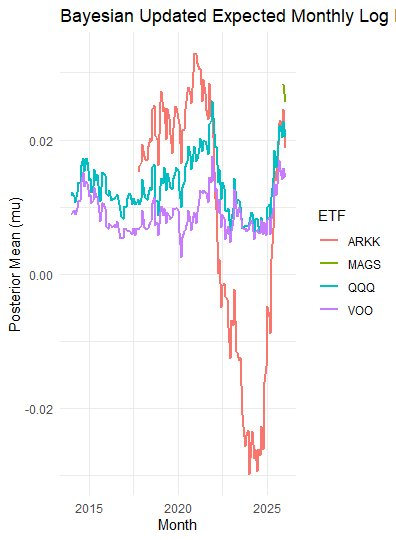 Bayesian Updated Expected Monthly Log
Posterior Mean (mu)
0.02
0.00
-0.02
2015
2020
2025
Month
ETF
ARKK
MAGS
QQQ
VOO